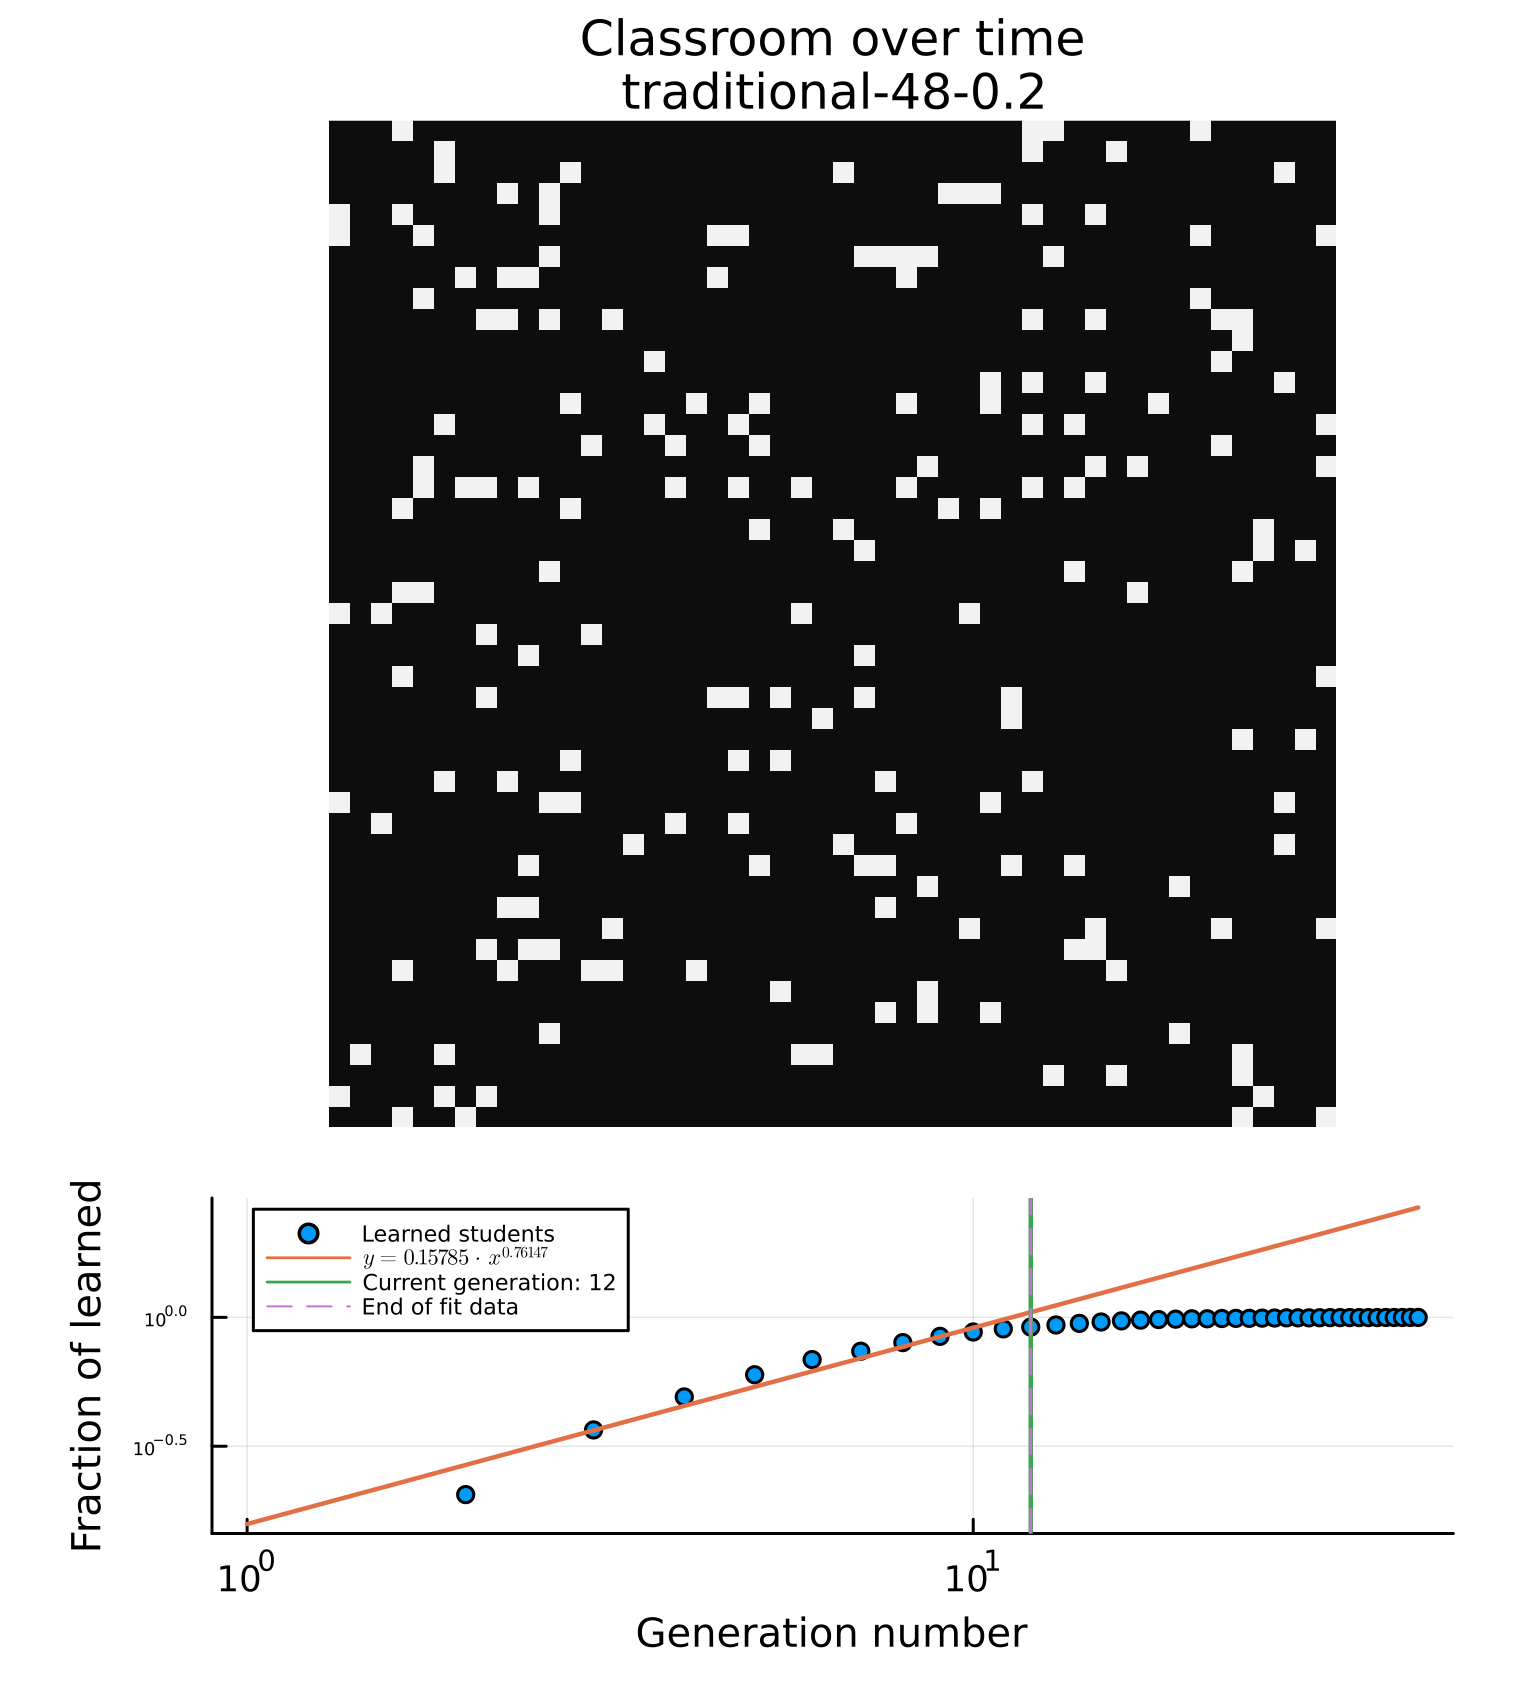 Classroom over time
traditional-48-0.2
Fraction of learned
Learned students
y = 0.15785 · x^0.76147
Current generation: 12
End of fit data
10^0.0
10^−0.5
10^0 10^1
Generation number